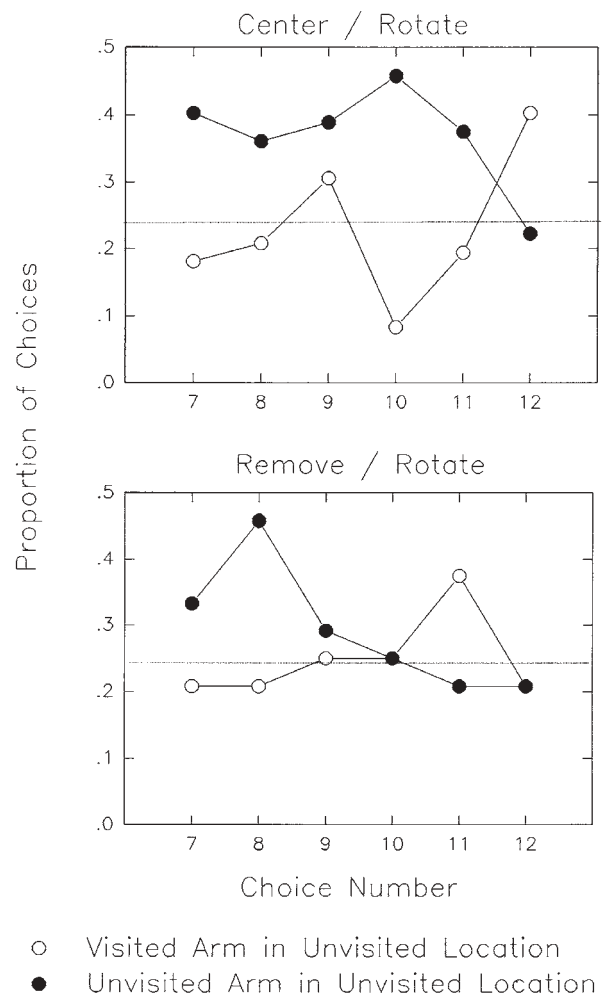 Center / Rotate
.5
.4
.3
.2
.1
.0
7 8 9 10 11 12
Proportion of Choices
Remove / Rotate
.5
.4
.3
.2
.1
.0
7 8 9 10 11 12
Choice Number
Visited Arm in Unvisited Location
Unvisited Arm in Unvisited Location